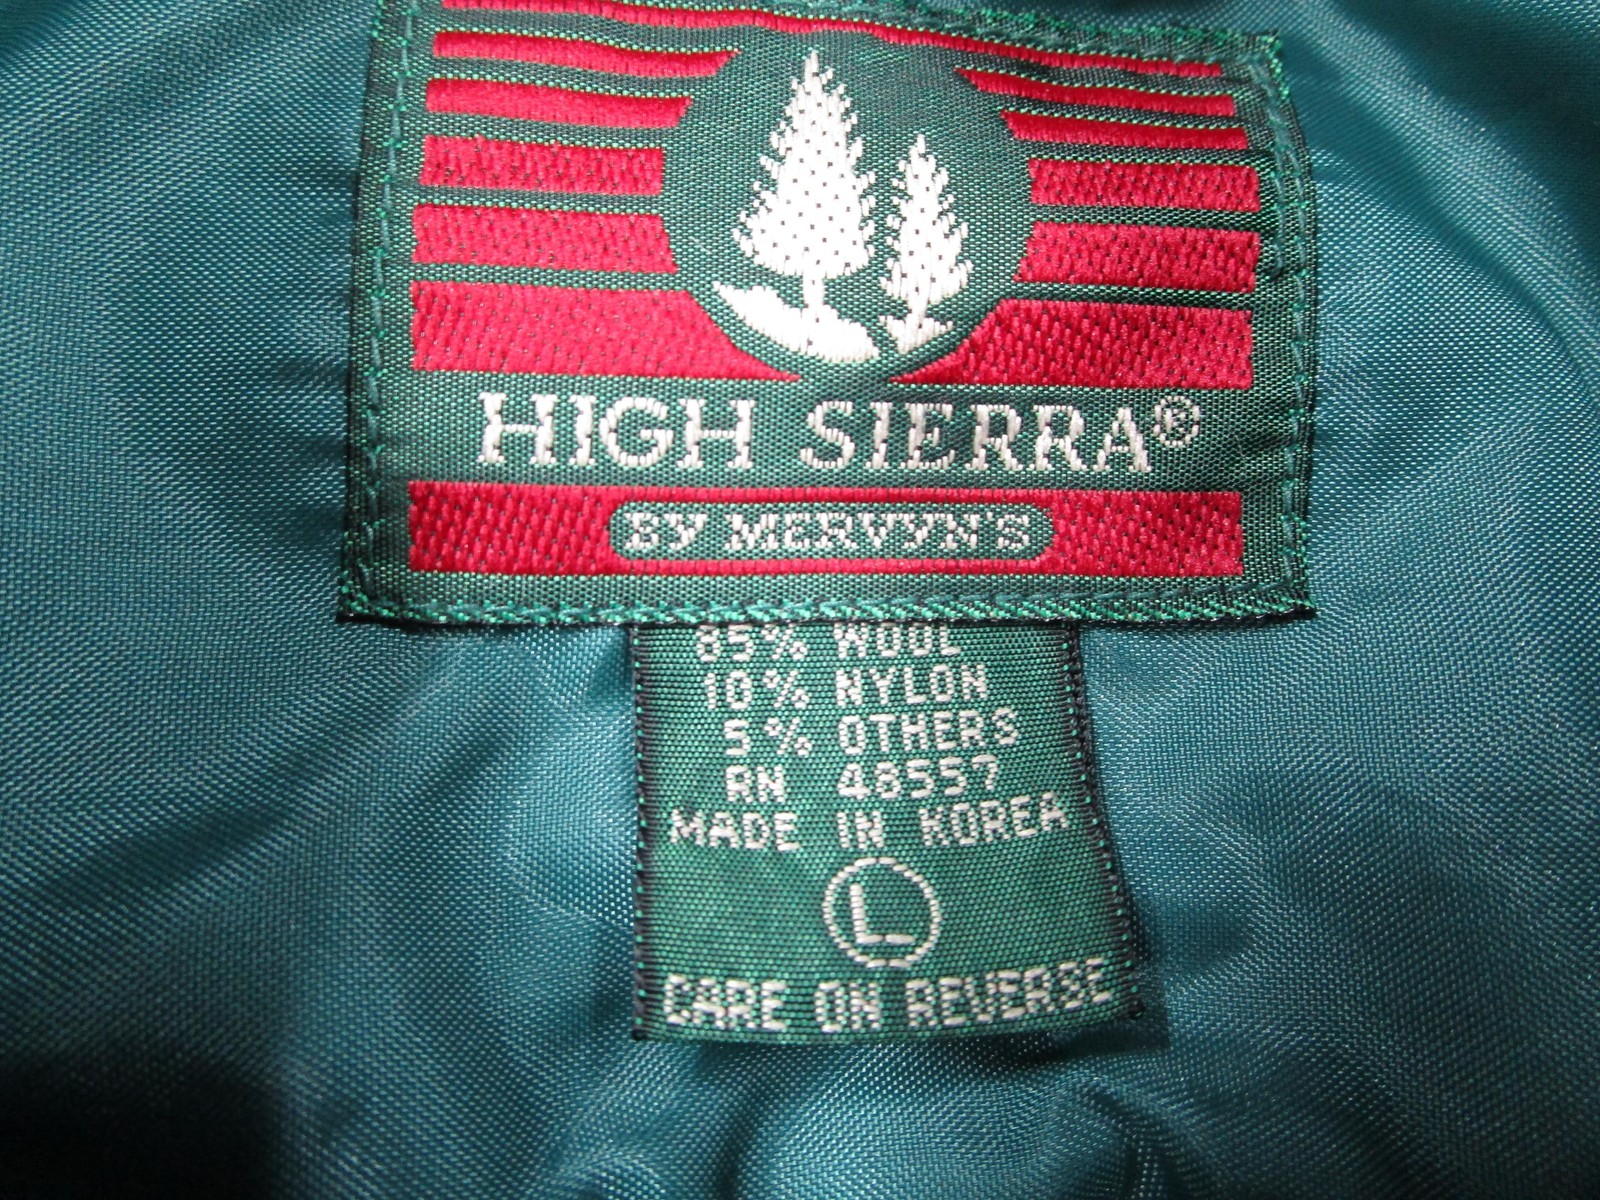 HIGH SIERRA®
BY MERVYN'S
85% WOOL
10% NYLON
5% OTHERS
RN 48557
MADE IN KOREA
L
CARE ON REVERSE